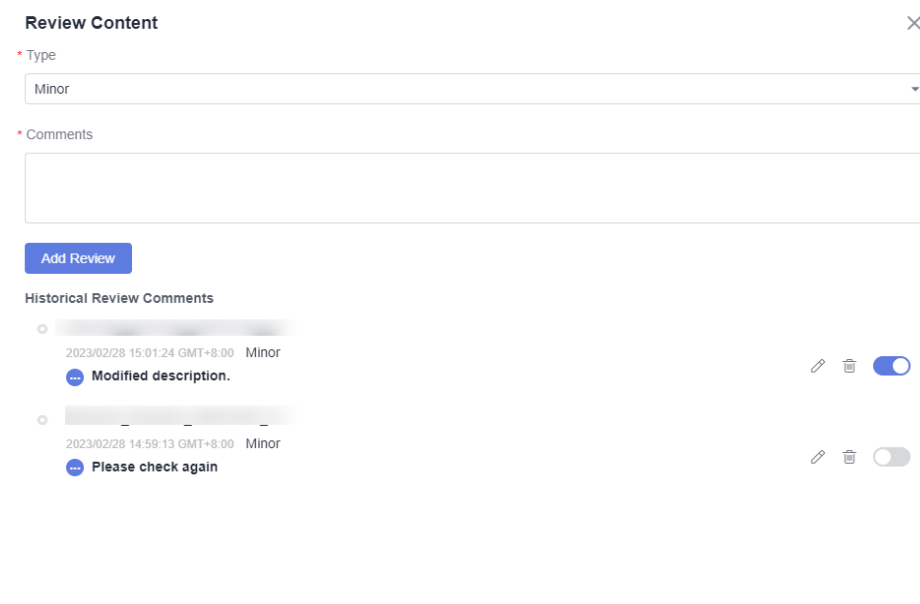 Review Content
* Type
Minor
* Comments
Add Review
Historical Review Comments
2023/02/28 15:01:24 GMT+8:00 Minor
Modified description.
2023/02/28 14:59:13 GMT+8:00 Minor
Please check again